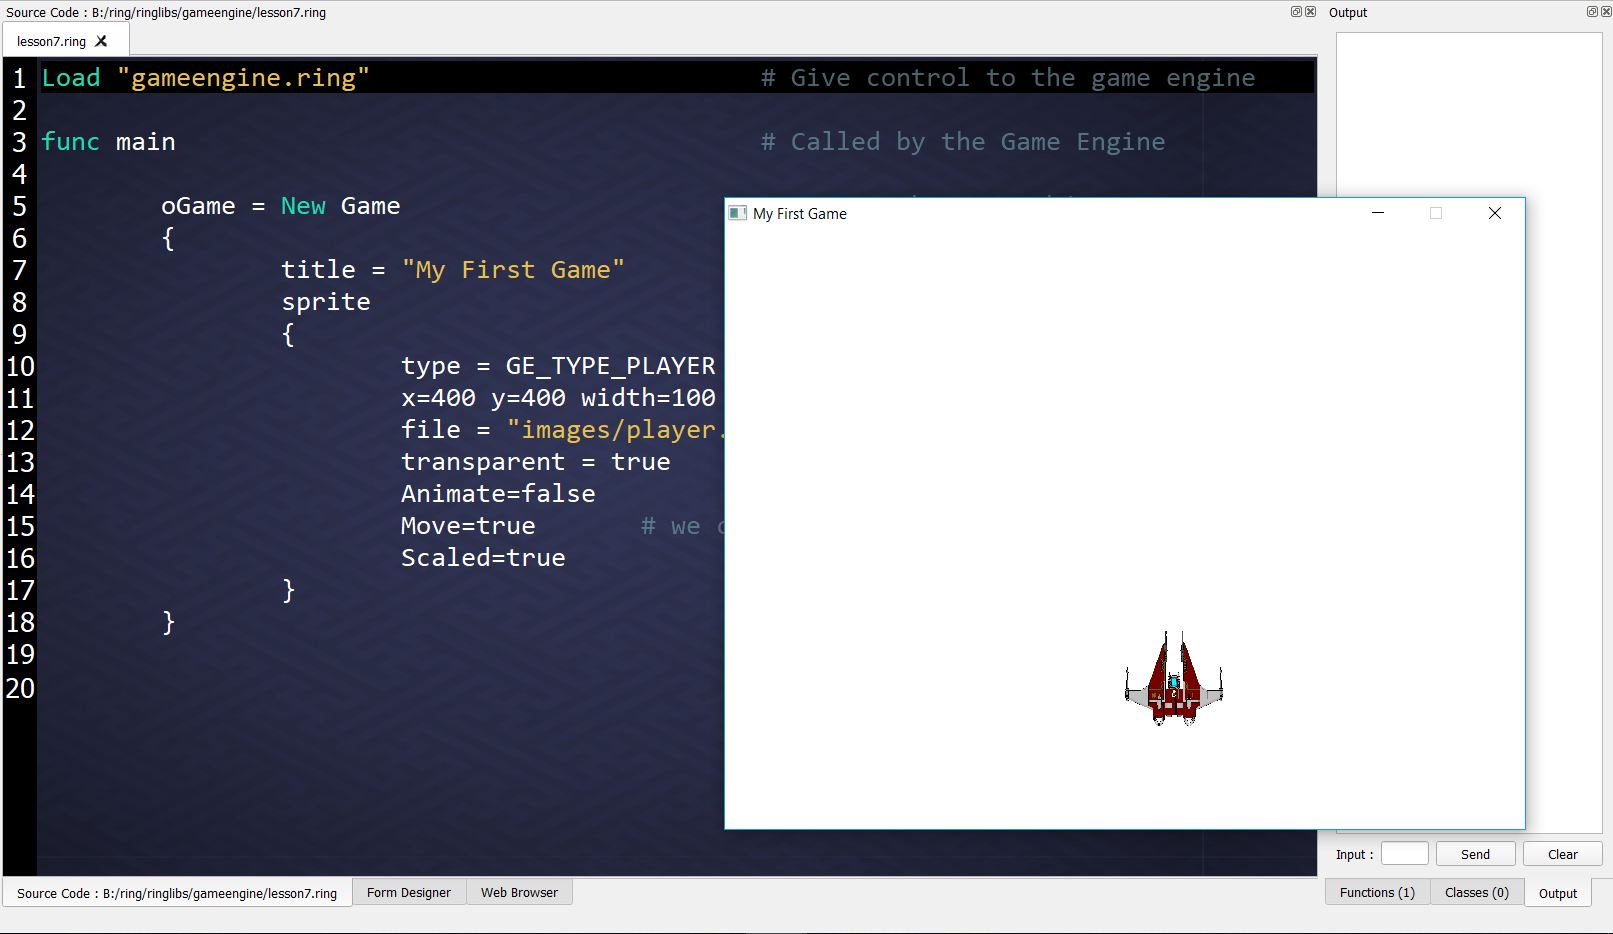 Source Code : B:/ring/ringlibs/gameengine/lesson7.ring
Output
lesson7.ring
1 Load "gameengine.ring" # Give control to the game engine
2
3 func main # Called by the Game Engine
4
5 oGame = New Game
6 {
7 title = "My First Game"
8 sprite
9 {
10 type = GE_TYPE_PLAYER
11 x=400 y=400 width=100
12 file = "images/player.
13 transparent = true
14 Animate=false
15 Move=true # we
16 Scaled=true
17 }
18 }
19
20
My First Game
Input :
Send
Clear
Source Code : B:/ring/ringlibs/gameengine/lesson7.ring
Form Designer
Web Browser
Functions (1)
Classes (0)
Output